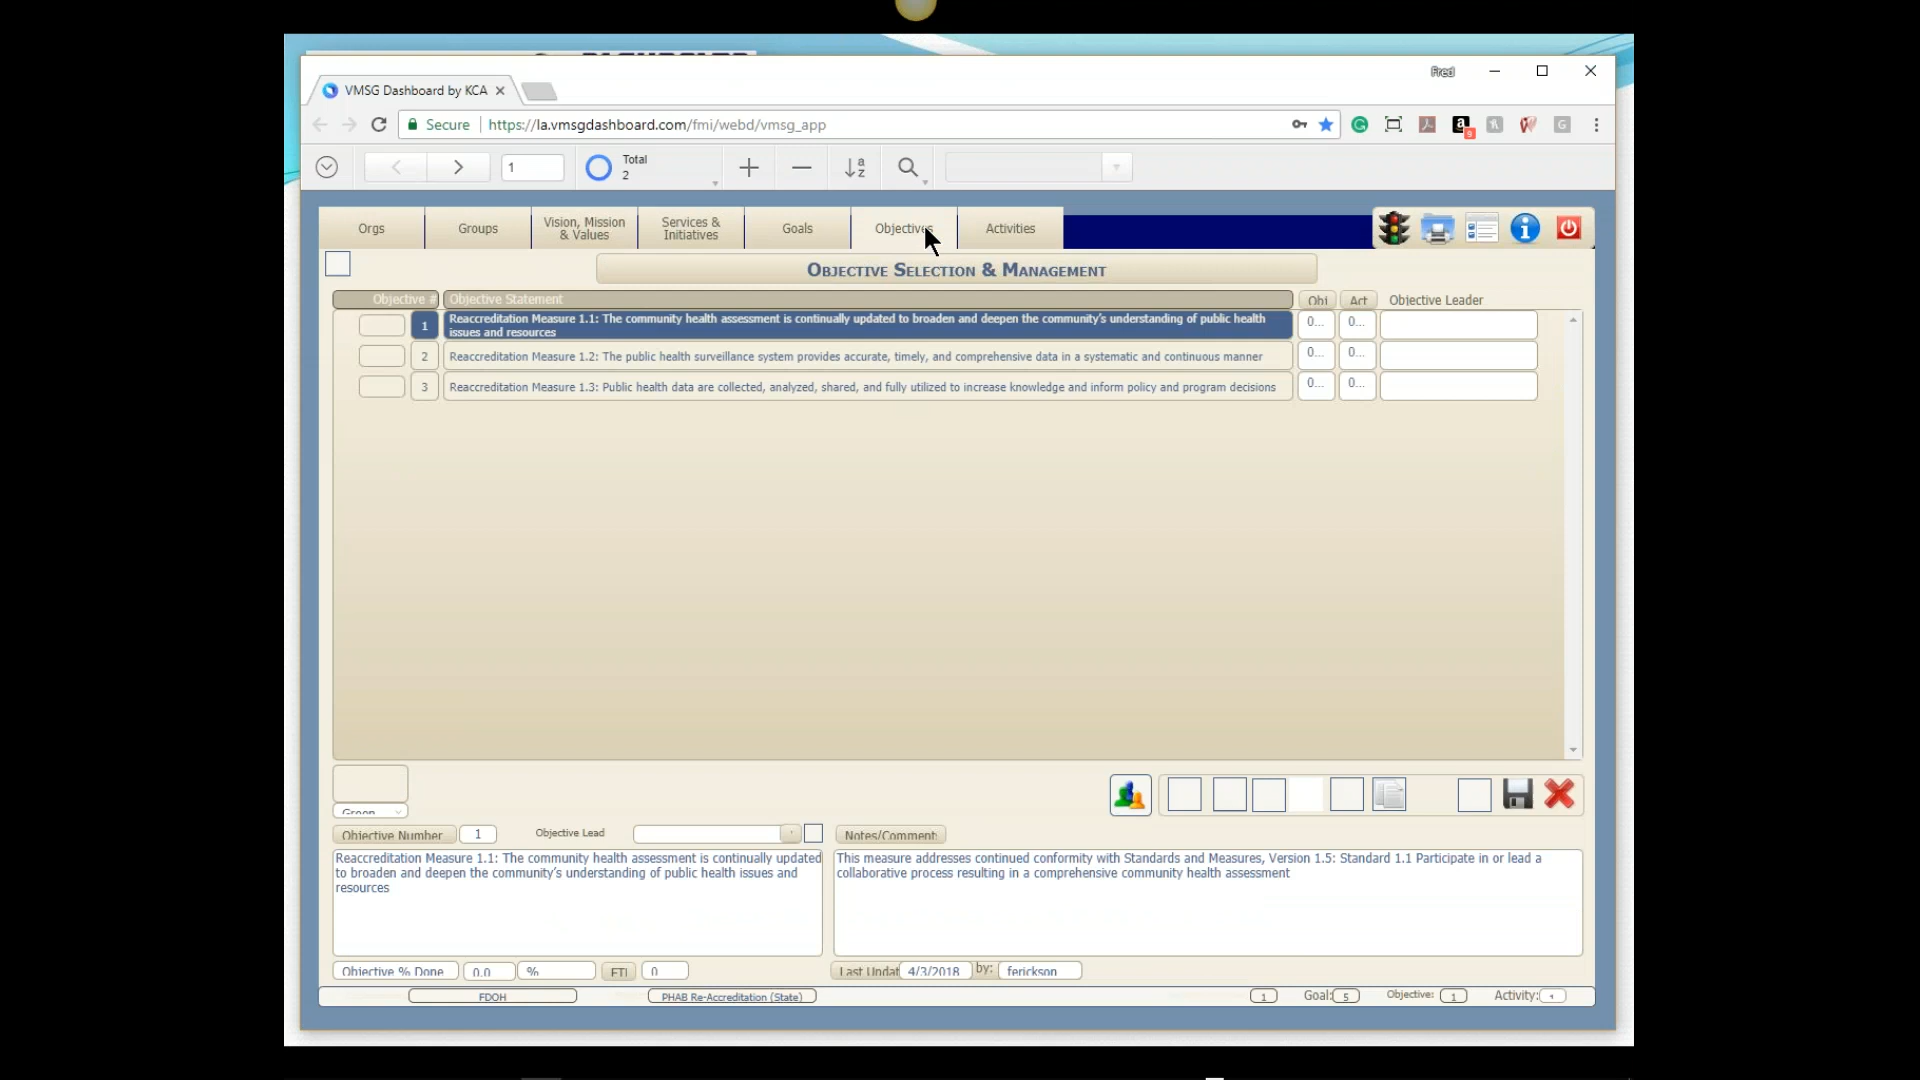 VMSG Dashboard by KCA
Fred
Secure
https://la.vmsgdashboard.com/fmi/webd/vmsg_app
1
Total
2
Orgs
Groups
Vision, Mission
& Values
Services &
Initiatives
Goals
Objectives
Activities
Objective Selection & Management
Objective #
Objective Statement
Obj
Act
Objective Leader
1
Reaccreditation Measure 1.1: The community health assessment is continually updated to broaden and deepen the community's understanding of public health
issues and resources
0...
0...
2
Reaccreditation Measure 1.2: The public health surveillance system provides accurate, timely, and comprehensive data in a systematic and continuous manner
0...
0...
3
Reaccreditation Measure 1.3: Public health data are collected, analyzed, shared, and fully utilized to increase knowledge and inform policy and program decisions
0...
0...
Green
Objective Number
1
Objective Lead
Notes/Comment:
Reaccreditation Measure 1.1: The community health assessment is continually updated
to broaden and deepen the community's understanding of public health issues and
resources
This measure addresses continued conformity with Standards and Measures, Version 1.5: Standard 1.1 Participate in or lead a
collaborative process resulting in a comprehensive community health assessment
Objective % Done
0.0
%
FTI
0
Last Updat
4/3/2018
by:
ferickson
FDOH
PHAB Re-Accreditation (State)
1
Goal:
5
Objective:
1
Activity:
1